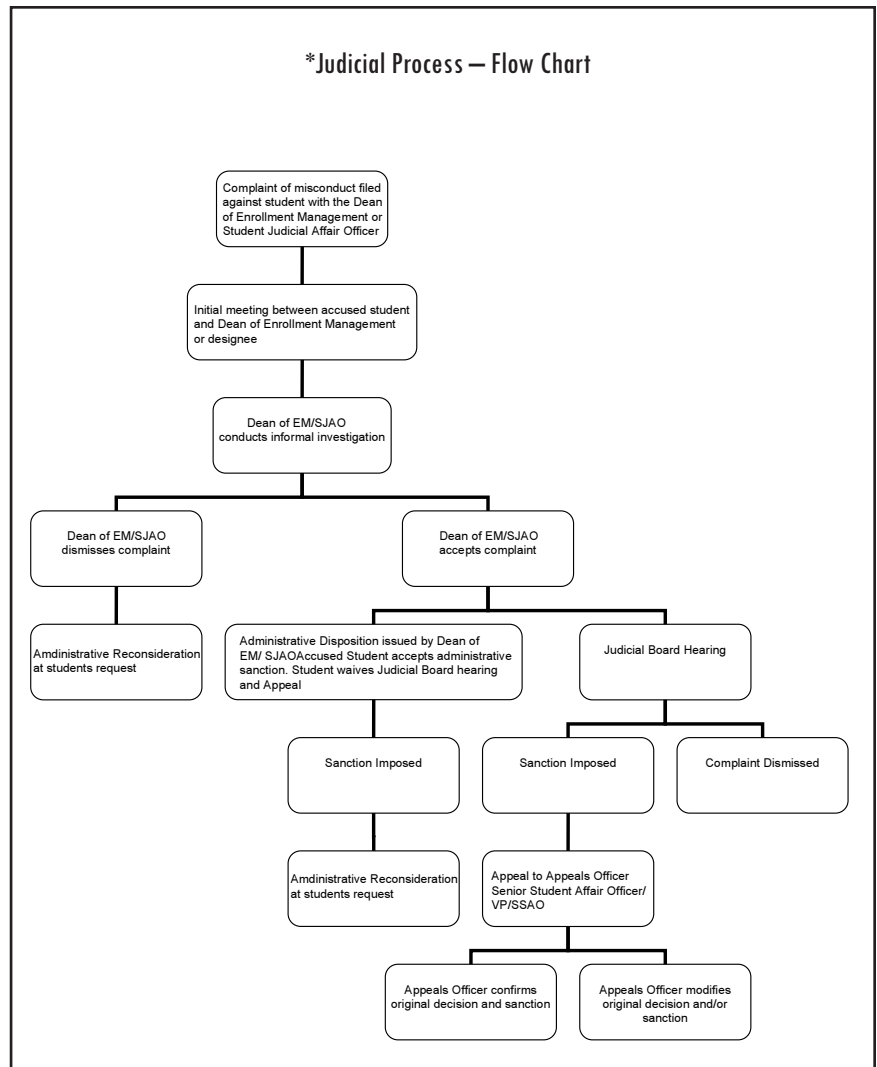 *Judicial Process – Flow Chart
Complaint of misconduct filed
against student with the Dean
of Enrollment Management or
Student Judicial Affair Officer
Initial meeting between accused student
and Dean of Enrollment Management
or designee
Dean of EM/SJAO
conducts informal investigation
Dean of EM/SJAO
dismisses complaint
Dean of EM/SJAO
accepts complaint
Amdinistrative Reconsideration
at students request
Administrative Disposition issued by Dean of
EM/ SJAOAccused Student accepts administrative
sanction. Student waives Judicial Board hearing
and Appeal
Judicial Board Hearing
Sanction Imposed
Sanction Imposed
Complaint Dismissed
Amdinistrative Reconsideration
at students request
Appeal to Appeals Officer
Senior Student Affair Officer/
VP/SSAO
Appeals Officer confirms
original decision and sanction
Appeals Officer modifies
original decision and/or
sanction